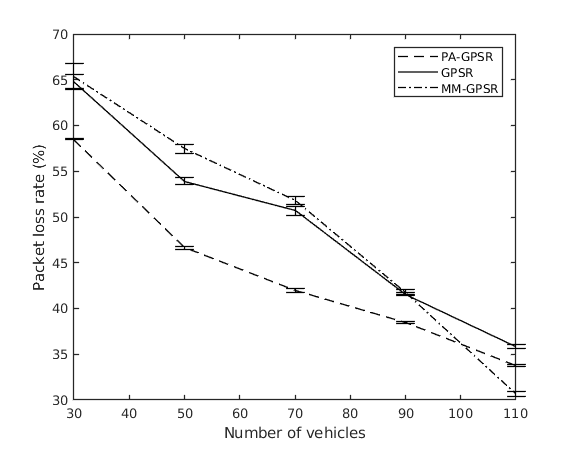 70
65
60
55
50
45
40
35
30
Packet loss rate (%)
30 40 50 60 70 80 90 100 110
Number of vehicles
PA-GPSR
GPSR
MM-GPSR